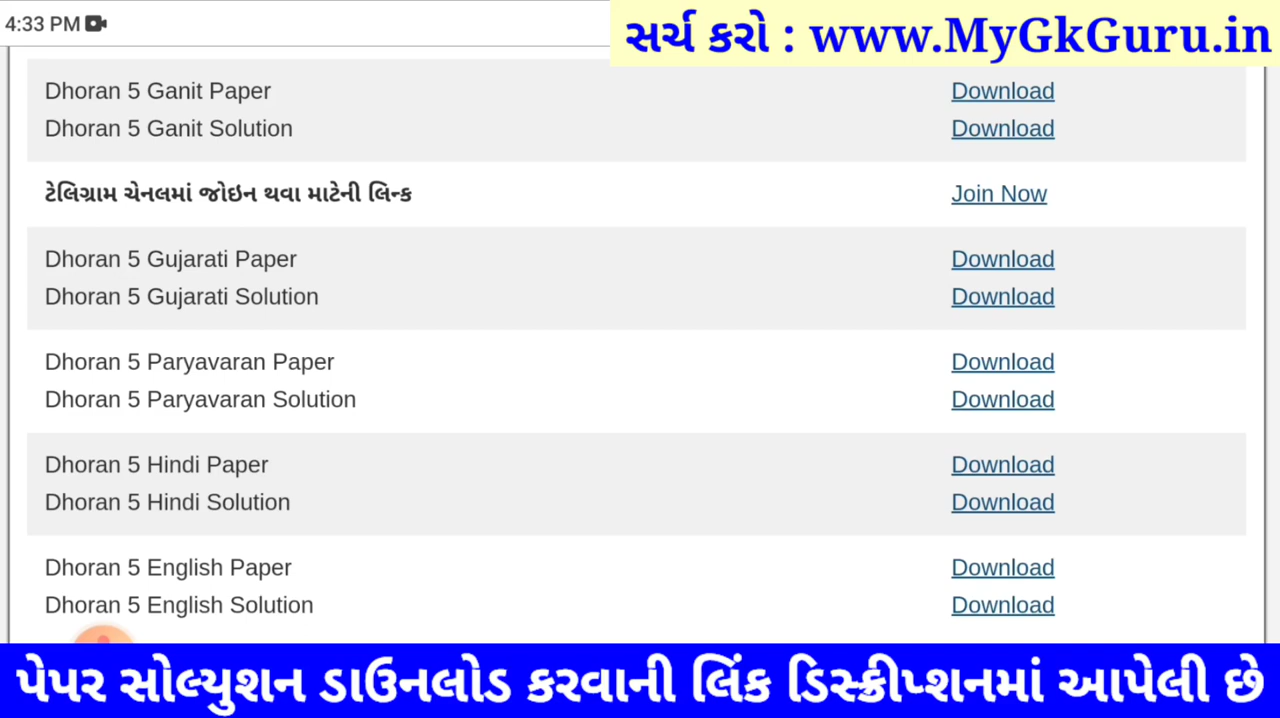 4:33 PM
સર્ચ કરો : www.MyGkGuru.in
Dhoran 5 Ganit Paper Download
Dhoran 5 Ganit Solution Download
ટેલિગ્રામ ચેનલમાં જોઇન થવા માટેની લિન્ક Join Now
Dhoran 5 Gujarati Paper Download
Dhoran 5 Gujarati Solution Download
Dhoran 5 Paryavaran Paper Download
Dhoran 5 Paryavaran Solution Download
Dhoran 5 Hindi Paper Download
Dhoran 5 Hindi Solution Download
Dhoran 5 English Paper Download
Dhoran 5 English Solution Download
પેપર સોલ્યુશન ડાઉનલોડ કરવાની લિંક ડિસ્ક્રીપ્શનમાં આપેલી છે